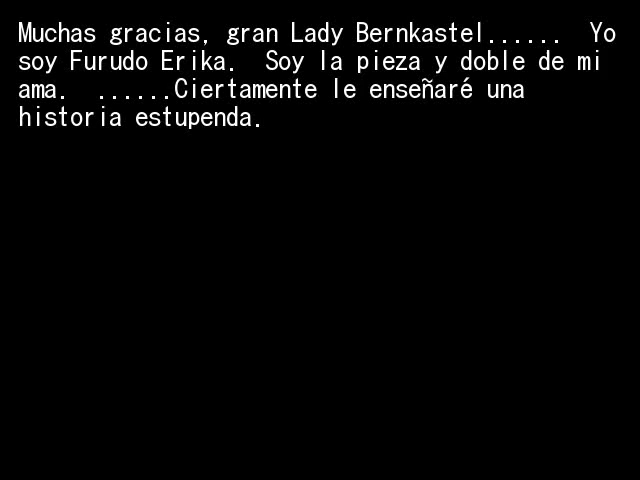 Muchas gracias, gran Lady Bernkastel......  Yo
soy Furudo Erika.  Soy la pieza y doble de mi
ama.  ......Ciertamente le enseñaré una
historia estupenda.